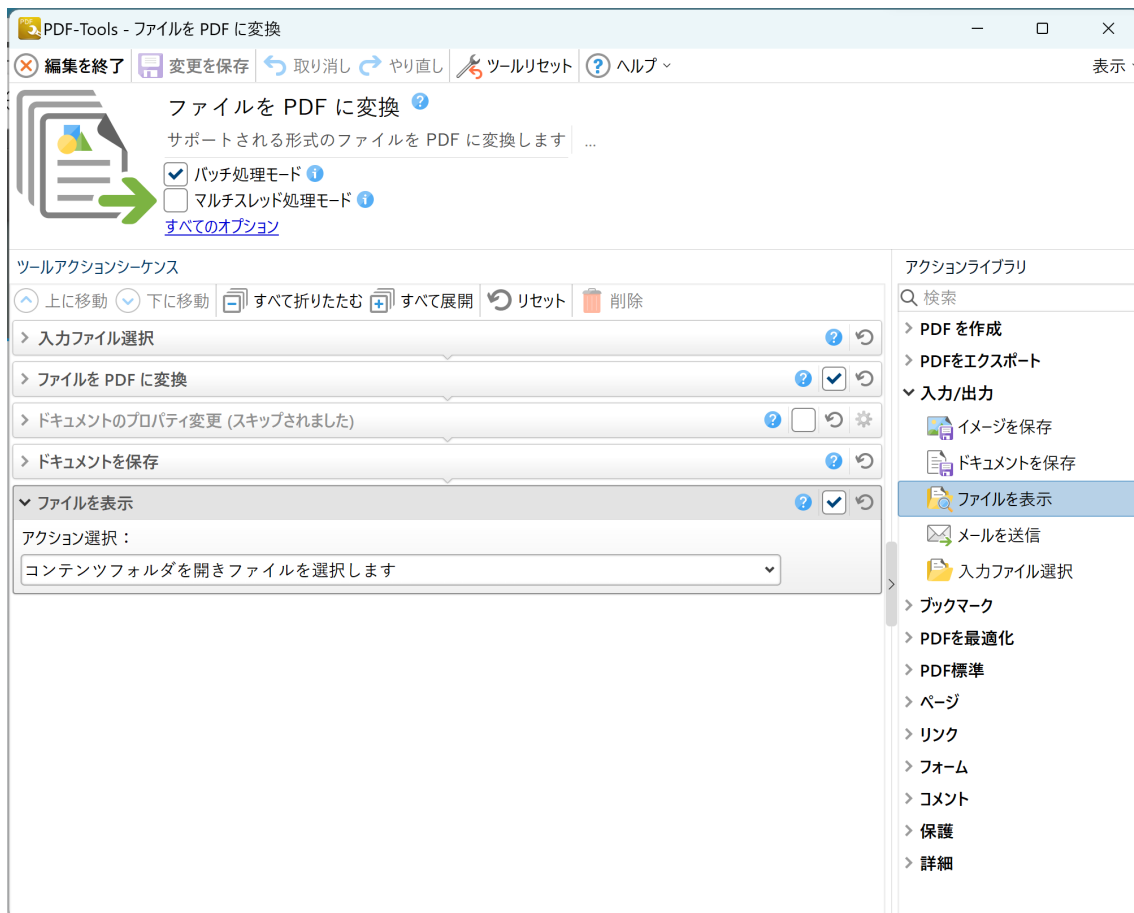 PDF-Tools - ファイルを PDF に変換
編集を終了 変更を保存 取り消し やり直し ツールリセット ヘルプ 表示
ファイルを PDF に変換
サポートされる形式のファイルを PDF に変換します ...
バッチ処理モード
マルチスレッド処理モード
すべてのオプション
ツールアクションシーケンス
上に移動 下に移動 すべて折りたたむ すべて展開 リセット 削除
入力ファイル選択
ファイルを PDF に変換
ドキュメントのプロパティ変更 (スキップされました)
ドキュメントを保存
ファイルを表示
アクション選択：
コンテンツフォルダを開きファイルを選択します
アクションライブラリ
検索
PDF を作成
PDFをエクスポート
入力/出力
イメージを保存
ドキュメントを保存
ファイルを表示
メールを送信
入力ファイル選択
ブックマーク
PDFを最適化
PDF標準
ページ
リンク
フォーム
コメント
保護
詳細